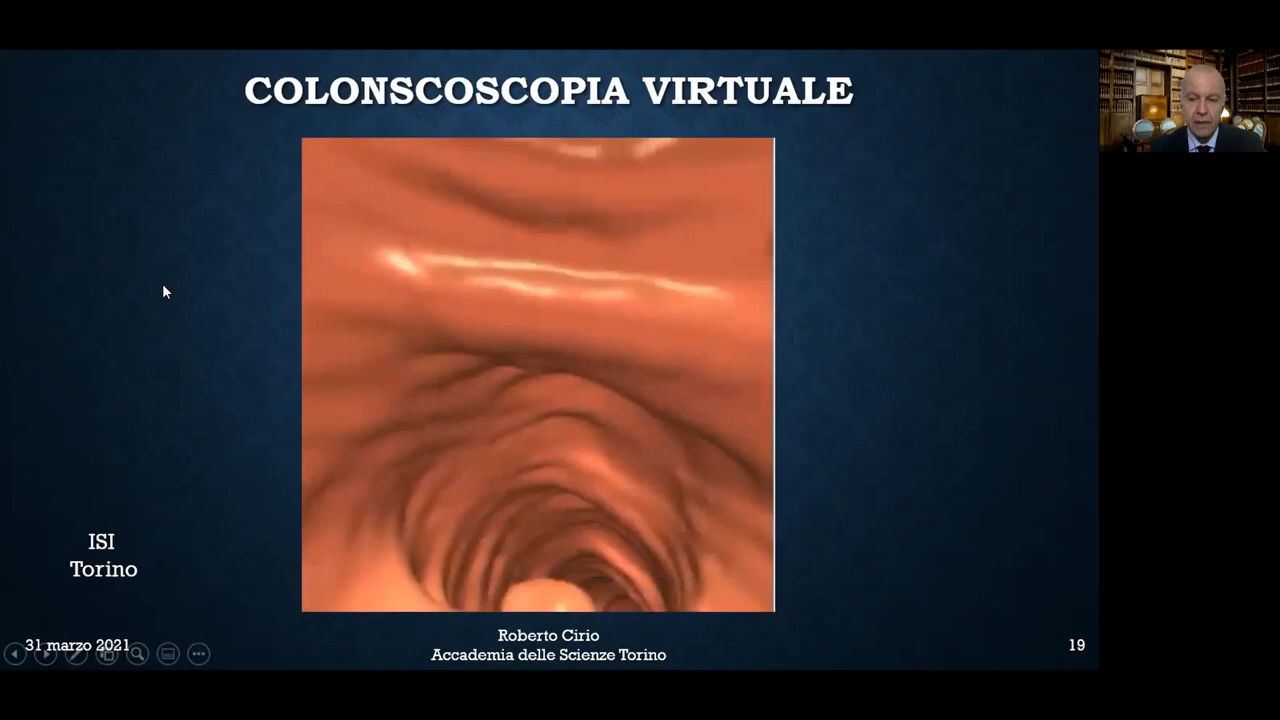 COLONSCOSCOPIA VIRTUALE
ISI
Torino
31 marzo 2021
Roberto Cirio
Accademia delle Scienze Torino
19